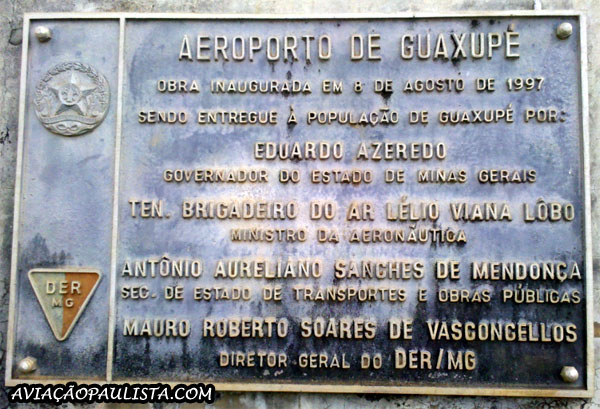 AEROPORTO DE GUAXUPÉ
OBRA INAUGURADA EM 8 DE AGOSTO DE 1997
SENDO ENTREGUE À POPULAÇÃO DE GUAXUPÉ POR:
EDUARDO AZEREDO
GOVERNADOR DO ESTADO DE MINAS GERAIS
TEN. BRIGADEIRO DO AR LÉLIO VIANA LÔBO
MINISTRO DA AERONÁUTICA
ANTÔNIO AURELIANO SANCHES DE MENDONÇA
SEC. DE ESTADO DE TRANSPORTES E OBRAS PÚBLICAS
MAURO ROBERTO SOARES DE VASCONCELLOS
DIRETOR GERAL DO DER/MG
DER
MG
AVIAÇÃOPAULISTA.COM